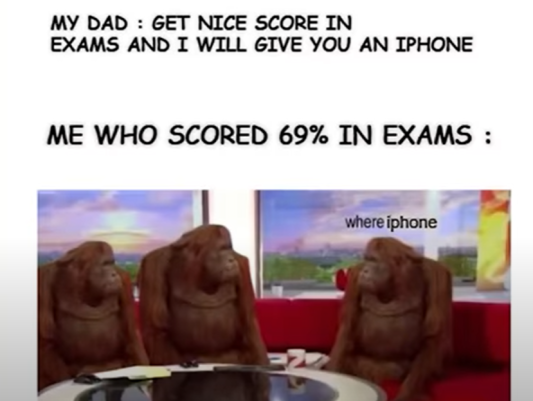 MY DAD : GET NICE SCORE IN
EXAMS AND I WILL GIVE YOU AN IPHONE
ME WHO SCORED 69% IN EXAMS :
where iphone